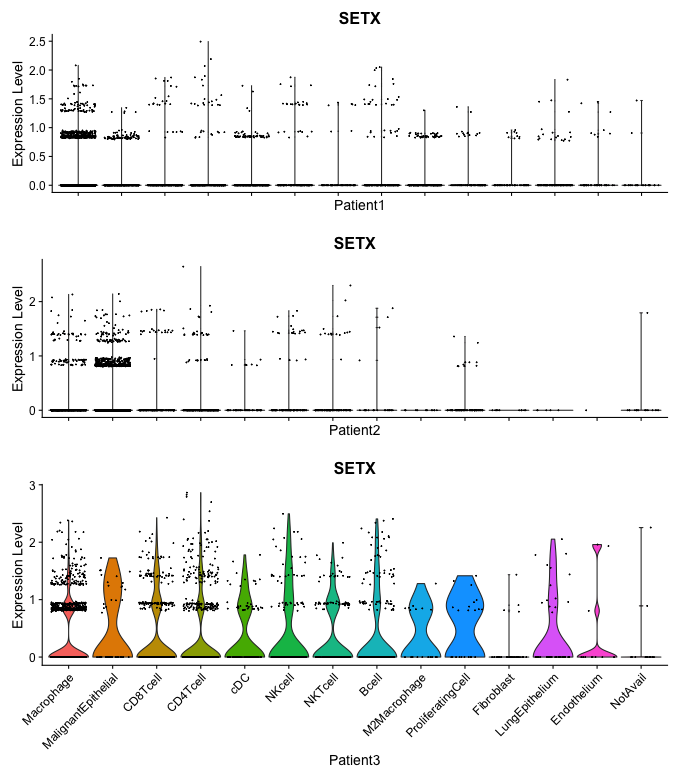 SETX
Expression Level
2.5
2.0
1.5
1.0
0.5
0.0
Patient1
SETX
Expression Level
2
1
0
Patient2
SETX
Expression Level
3
2
1
0
Macrophage
MalignantEpithelial
CD8Tcell
CD4Tcell
cDC
NKcell
NKTcell
Bcell
M2Macrophage
ProliferatingCell
Fibroblast
LungEpithelium
Endothelium
NotAvail
Patient3